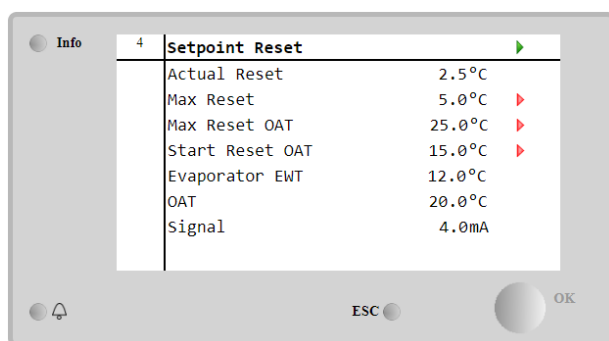 Info
4 Setpoint Reset
Actual Reset 2.5°C
Max Reset 5.0°C
Max Reset OAT 25.0°C
Start Reset OAT 15.0°C
Evaporator EWT 12.0°C
OAT 20.0°C
Signal 4.0mA
ESC
OK